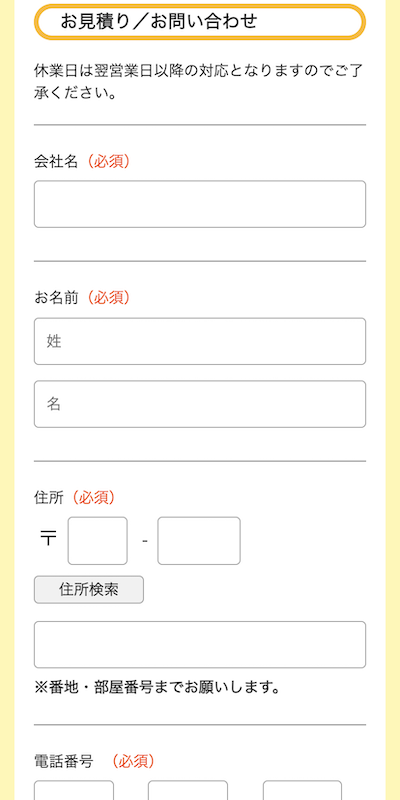 お見積り／お問い合わせ
休業日は翌営業日以降の対応となりますのでご了
承ください。
会社名（必須）
お名前（必須）
姓
名
住所（必須）
〒 -
住所検索
※番地・部屋番号までお願いします。
電話番号 （必須）